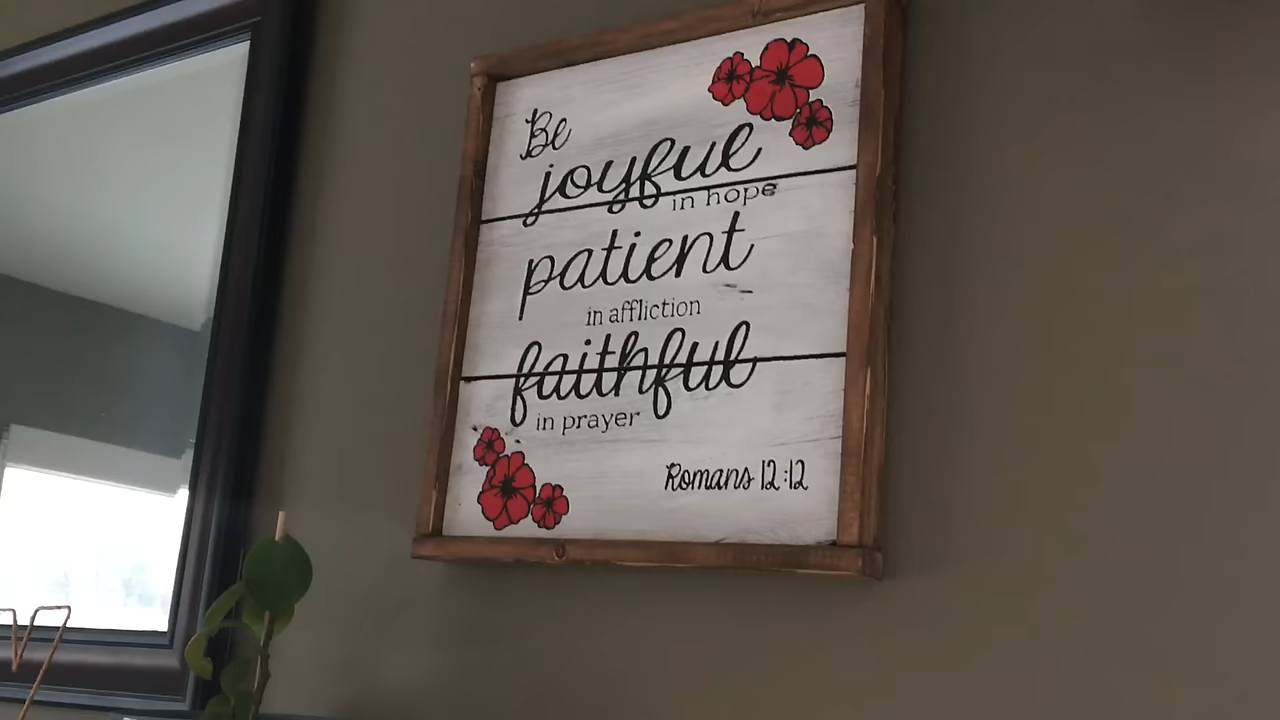 Be
joyful
in hope
patient
in affliction
faithful
in prayer
Romans 12:12